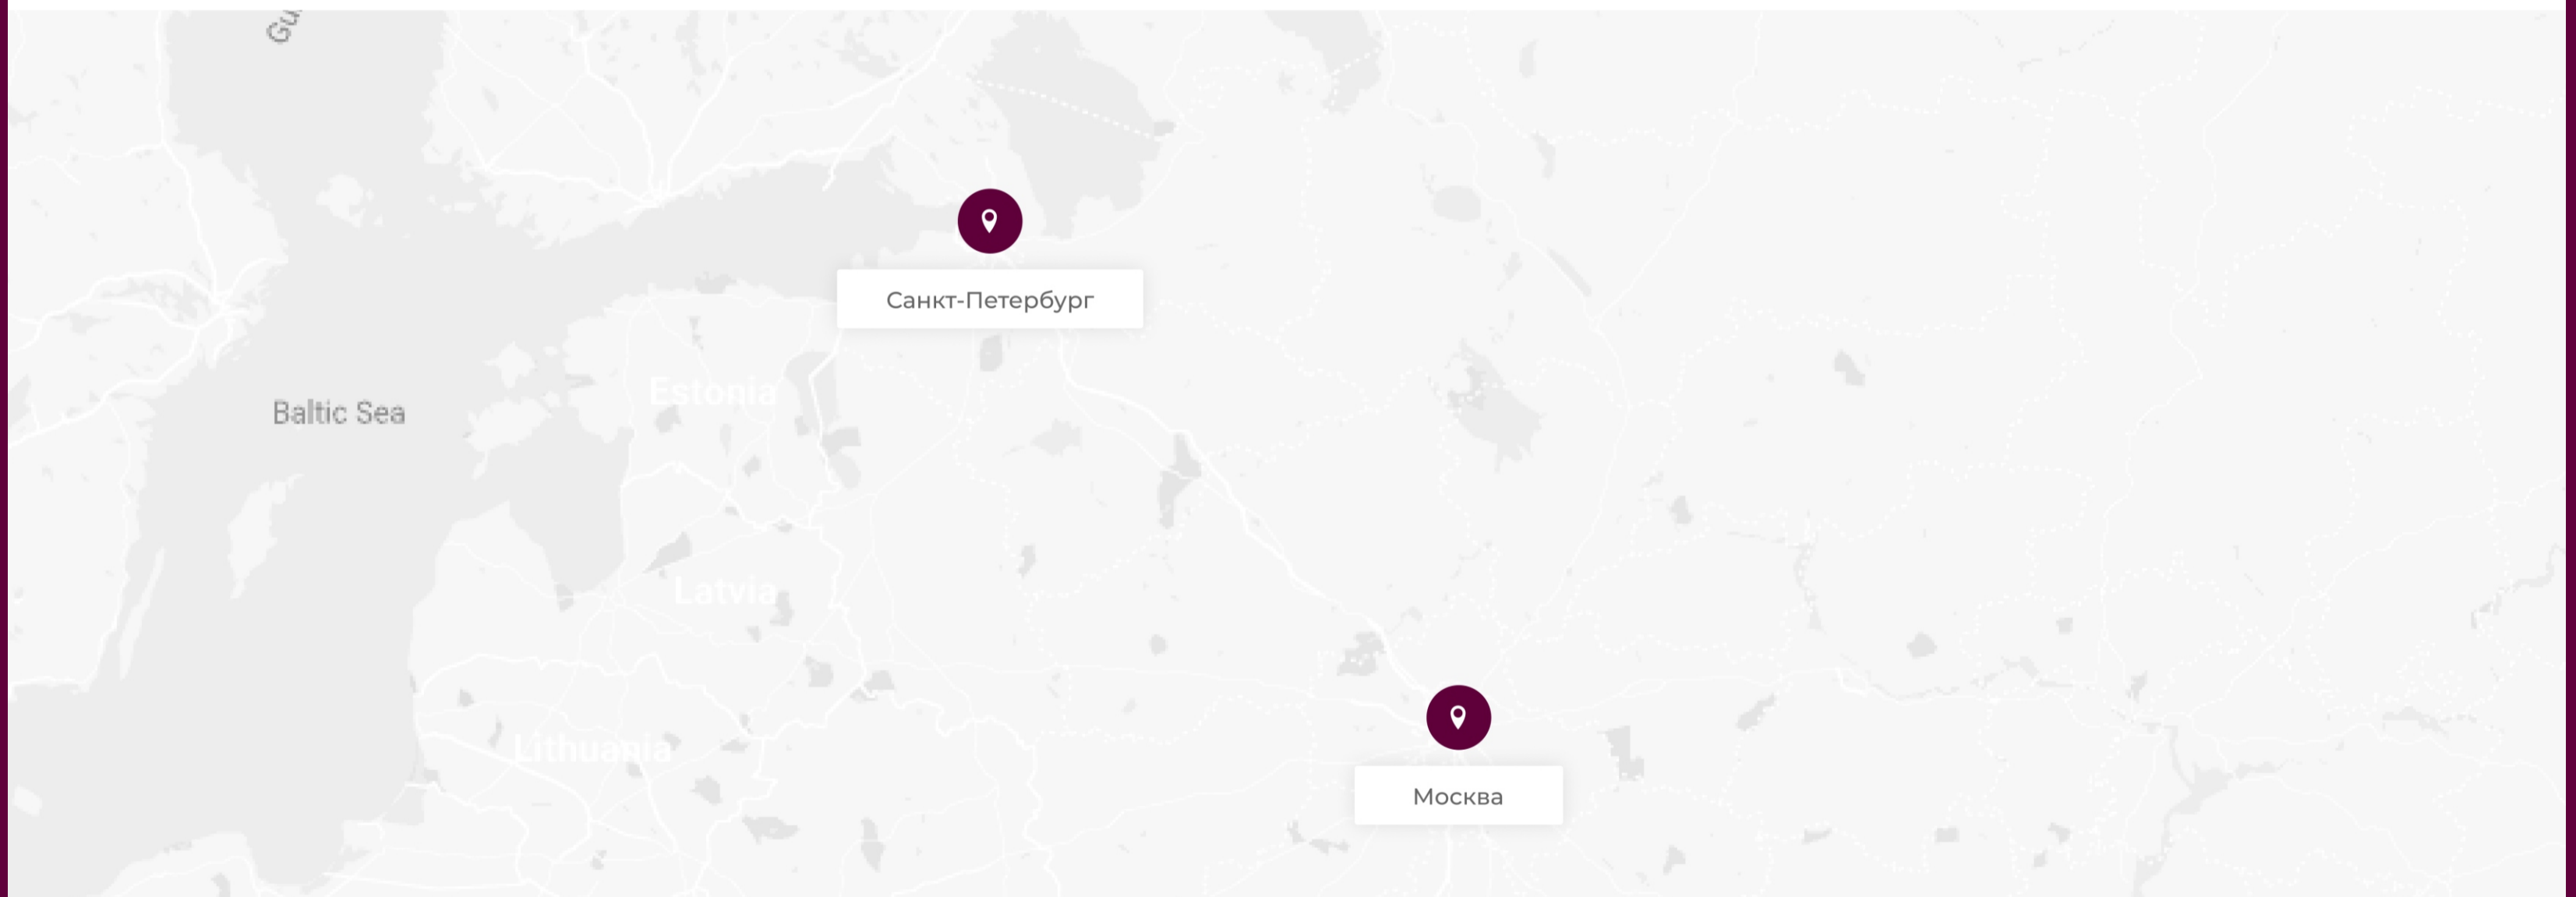 Санкт-Петербург
Estonia
Baltic Sea
Latvia
Lithuania
Москва